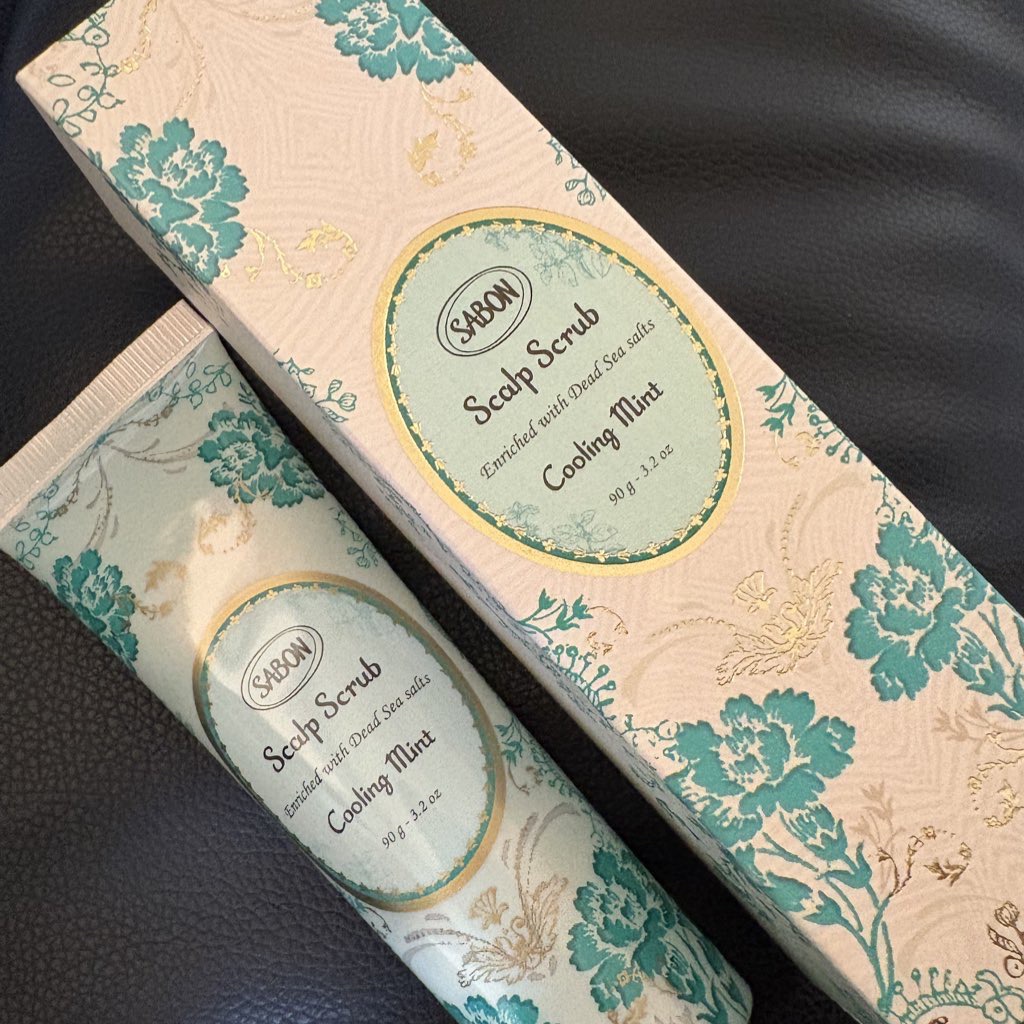 SABON
Scalp Scrub
Enriched with Dead Sea salts
Cooling Mint
90 g - 3.2 oz
SABON
Scalp Scrub
Enriched with Dead Sea salts
Cooling Mint
90 g - 3.2 oz